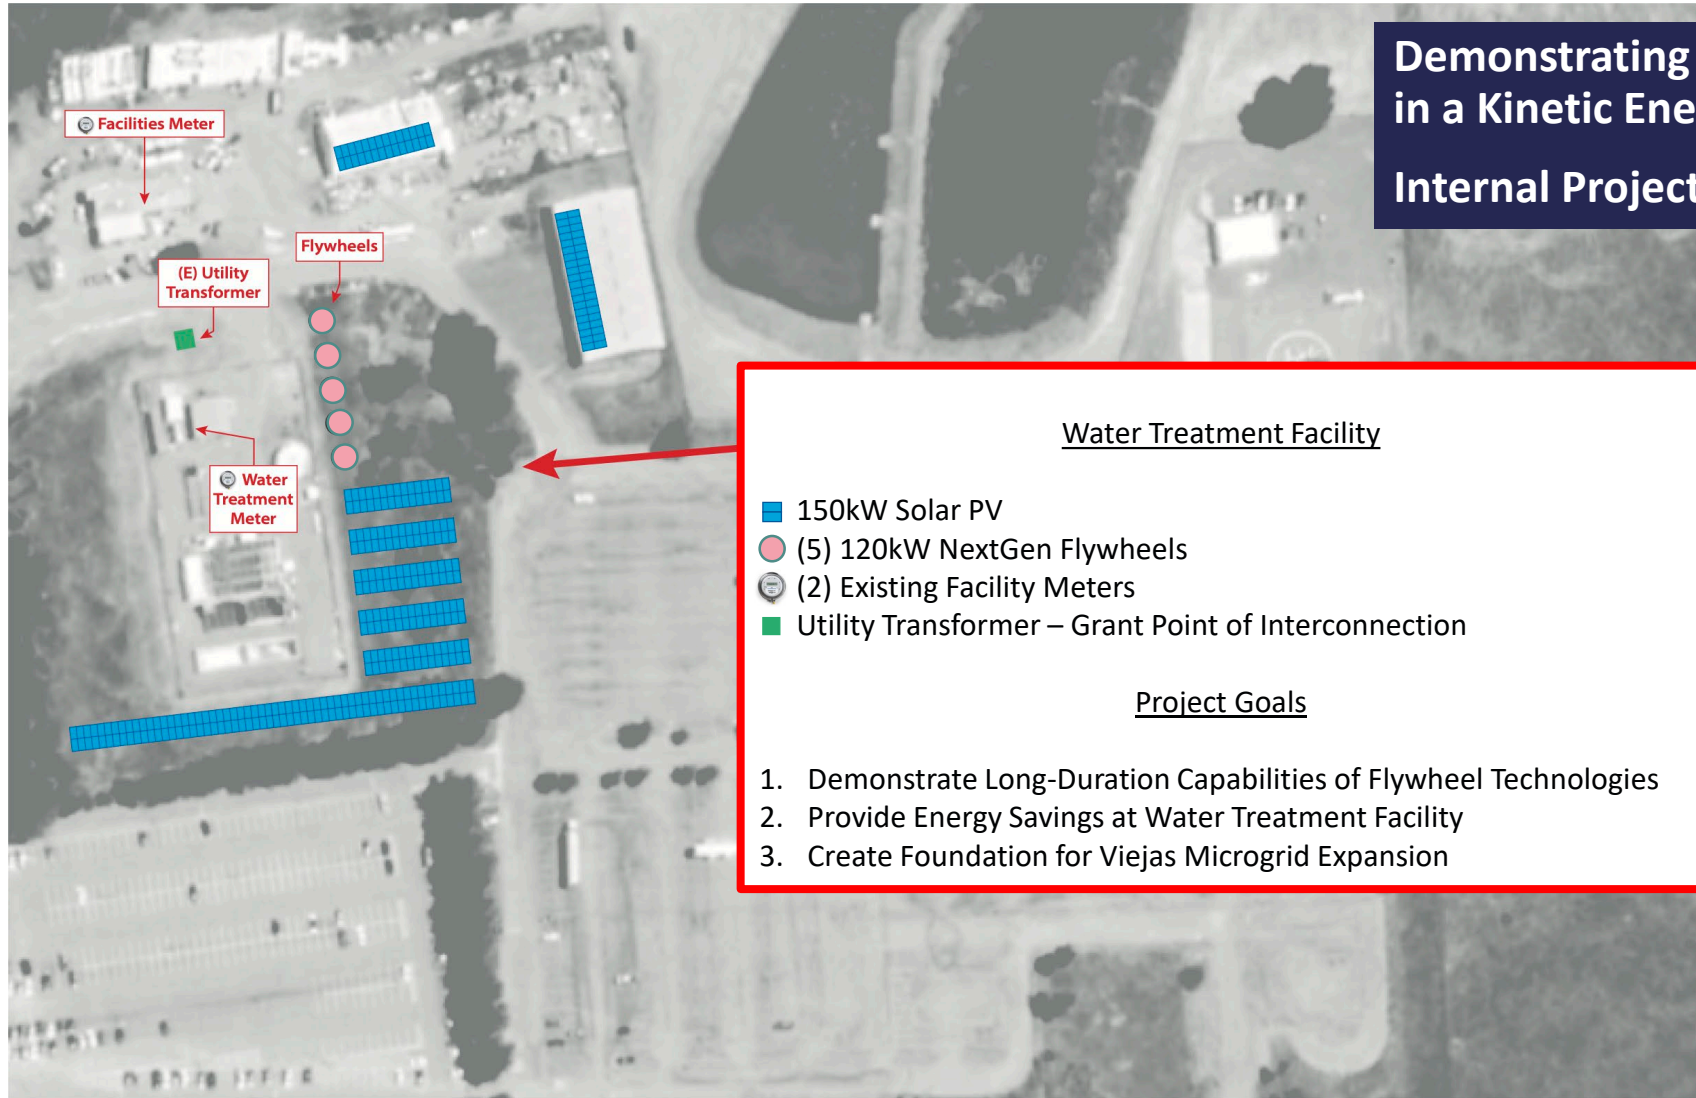 Demonstrating
in a Kinetic Ene
Internal Project
Facilities Meter
Flywheels
(E) Utility
Transformer
Water
Treatment
Meter
Water Treatment Facility
150kW Solar PV
(5) 120kW NextGen Flywheels
(2) Existing Facility Meters
Utility Transformer – Grant Point of Interconnection
Project Goals
1. Demonstrate Long-Duration Capabilities of Flywheel Technologies
2. Provide Energy Savings at Water Treatment Facility
3. Create Foundation for Viejas Microgrid Expansion